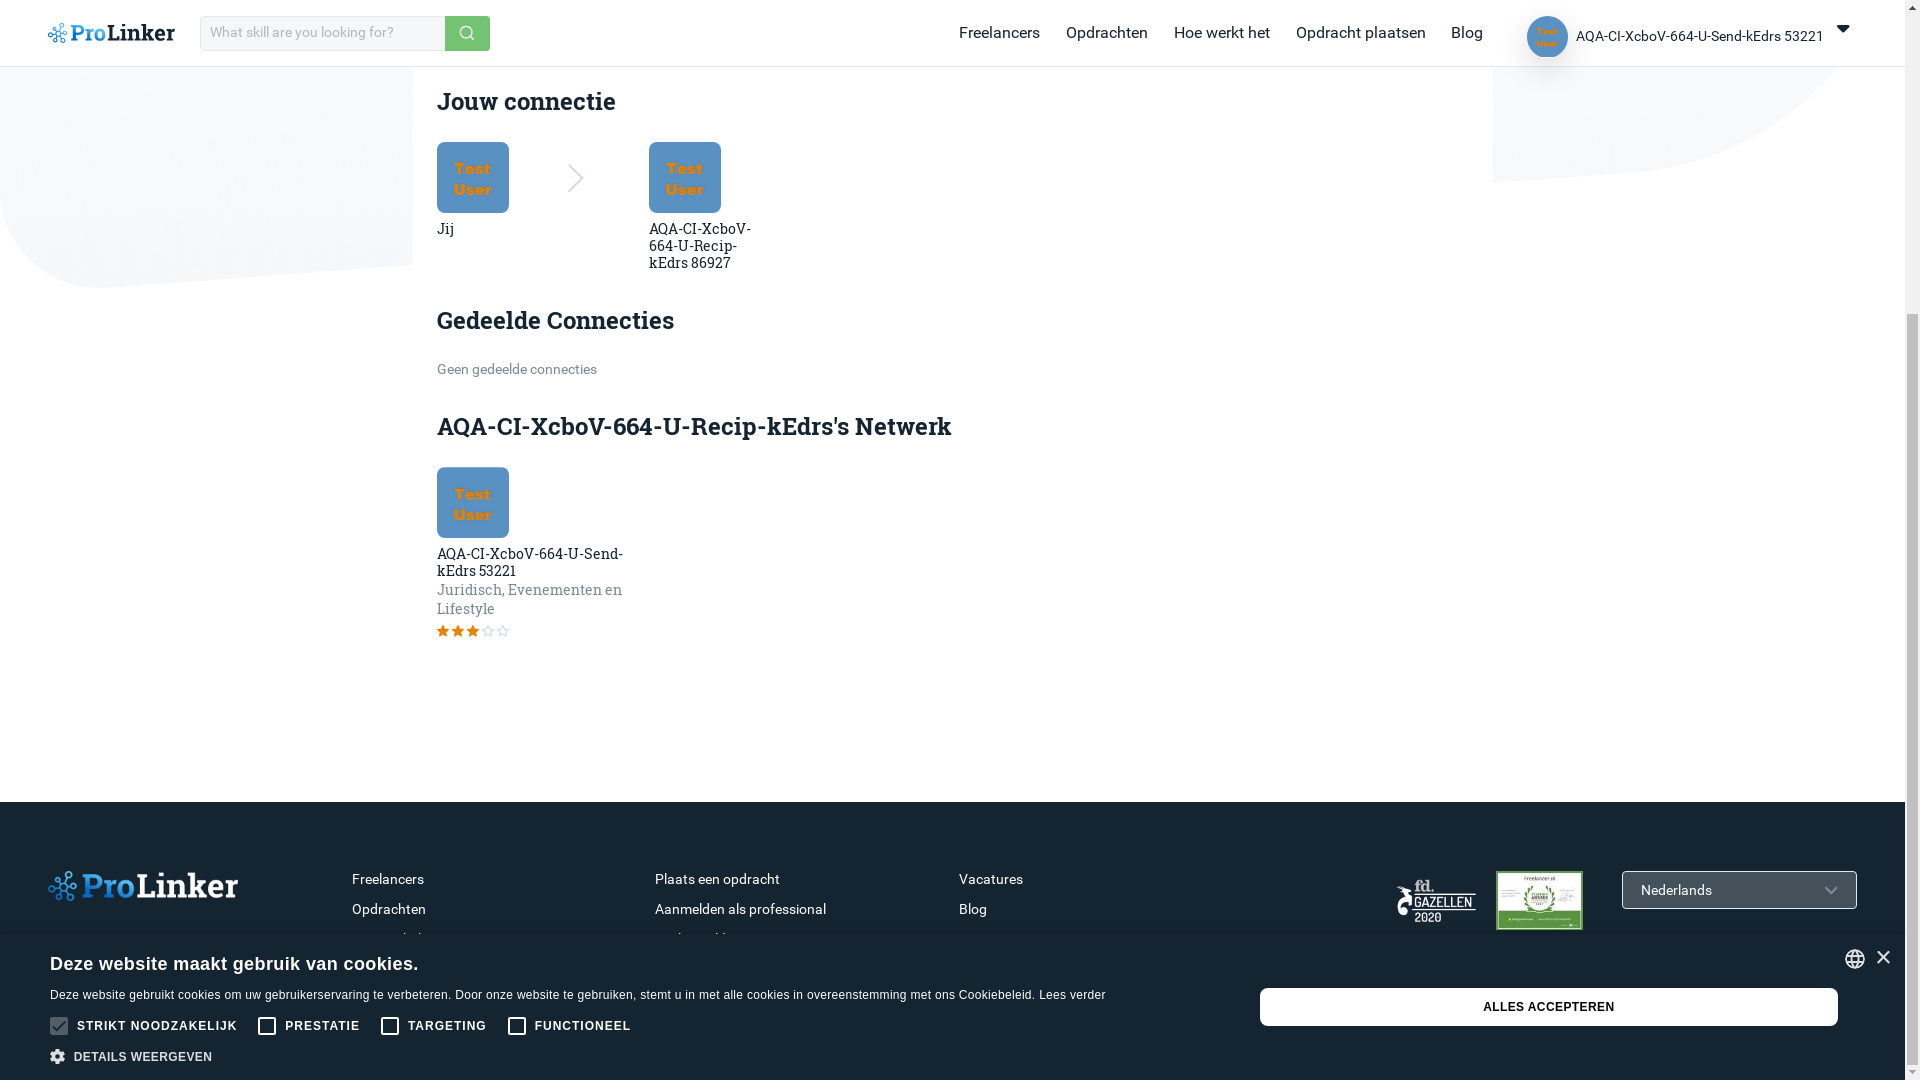 ProLinker
What skill are you looking for?
Freelancers
Opdrachten
Hoe werkt het
Opdracht plaatsen
Blog
Test
User
AQA-CI-XcboV-664-U-Send-kEdrs 53221
Jouw connectie
Test
User
Jij
Test
User
AQA-CI-XcboV-
664-U-Recip-
kEdrs 86927
Gedeelde Connecties
Geen gedeelde connecties
AQA-CI-XcboV-664-U-Recip-kEdrs's Netwerk
Test
User
AQA-CI-XcboV-664-U-Send-
kEdrs 53221
Juridisch, Evenementen en
Lifestyle
ProLinker
Freelancers
Opdrachten
Plaats een opdracht
Aanmelden als professional
Vacatures
Blog
fd.
GAZELLEN
2020
Freelancer.nl
Nederlands
Deze website maakt gebruik van cookies.
Deze website gebruikt cookies om uw gebruikerservaring te verbeteren. Door onze website te gebruiken, stemt u in met alle cookies in overeenstemming met ons Cookiebeleid. Lees verder
STRIKT NOODZAKELIJK
PRESTATIE
TARGETING
FUNCTIONEEL
DETAILS WEERGEVEN
ALLES ACCEPTEREN